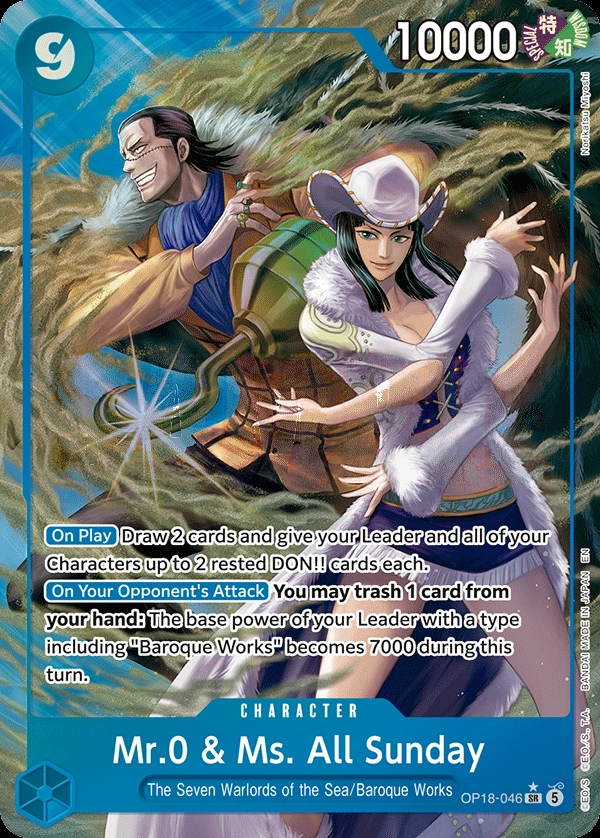 9
10000
特 SPECIAL
知 WISDOM
Norikatsu Miyoshi
On Play Draw 2 cards and give your Leader and all of your
Characters up to 2 rested DON!! cards each.
On Your Opponent's Attack You may trash 1 card from
your hand: The base power of your Leader with a type
including "Baroque Works" becomes 7000 during this
turn.
CHARACTER
Mr.0 & Ms. All Sunday
The Seven Warlords of the Sea/Baroque Works
OP18-046 SR 5
©E.O/S ©E.O./S., T.A. BANDAI MADE IN JAPAN EN